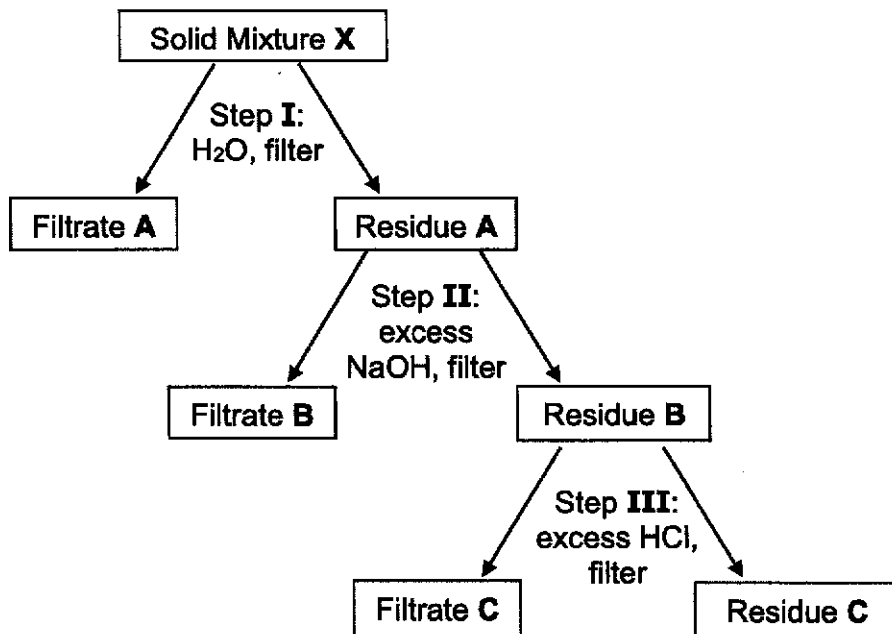 Solid Mixture X
Step I:
H₂O, filter
Filtrate A
Residue A
Step II:
excess
NaOH, filter
Filtrate B
Residue B
Step III:
excess HCl,
filter
Filtrate C
Residue C